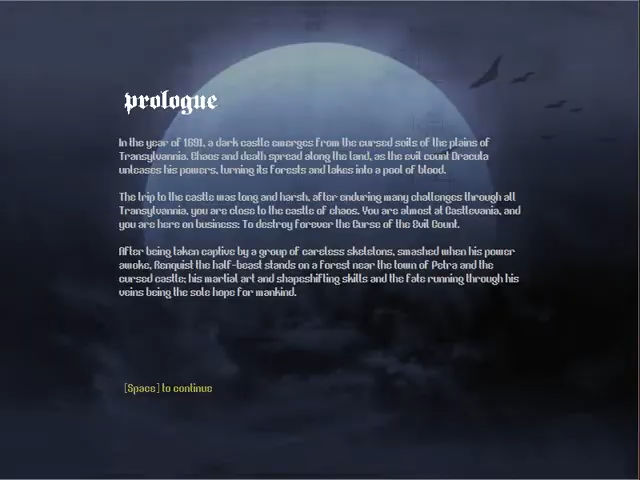 prologue
In the year of 1691, a dark castle emerges from the cursed soils of the plains of
Transylvannia. Chaos and death spread along the land, as the evil count Dracula
unleases his powers, turning its forests and lakes into a pool of blood.
The trip to the castle was long and harsh, after enduring many challenges through all
Transylvannia, you are close to the castle of chaos. You are almost at Castlevania, and
you are here on business: To destroy forever the Curse of the Evil Count.
After being taken captive by a group of careless skeletons, smashed when his power
awoke, Renquist the half-beast stands on a forest near the town of Petra and the
cursed castle; his martial art and shapeshifting skills and the fate running through his
veins being the sole hope for mankind.
[Space] to continue